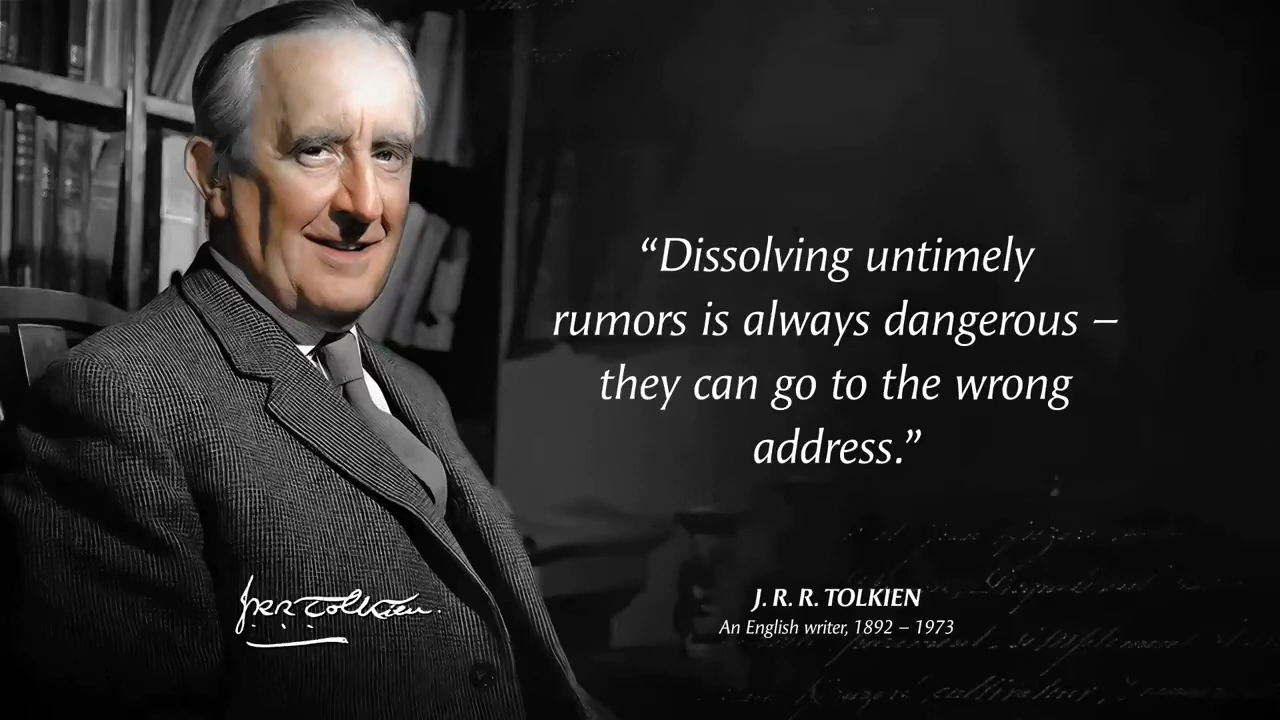 “Dissolving untimely
rumors is always dangerous –
they can go to the wrong
address.”
J.R.R. Tolkien.
J. R. R. TOLKIEN
An English writer, 1892 – 1973